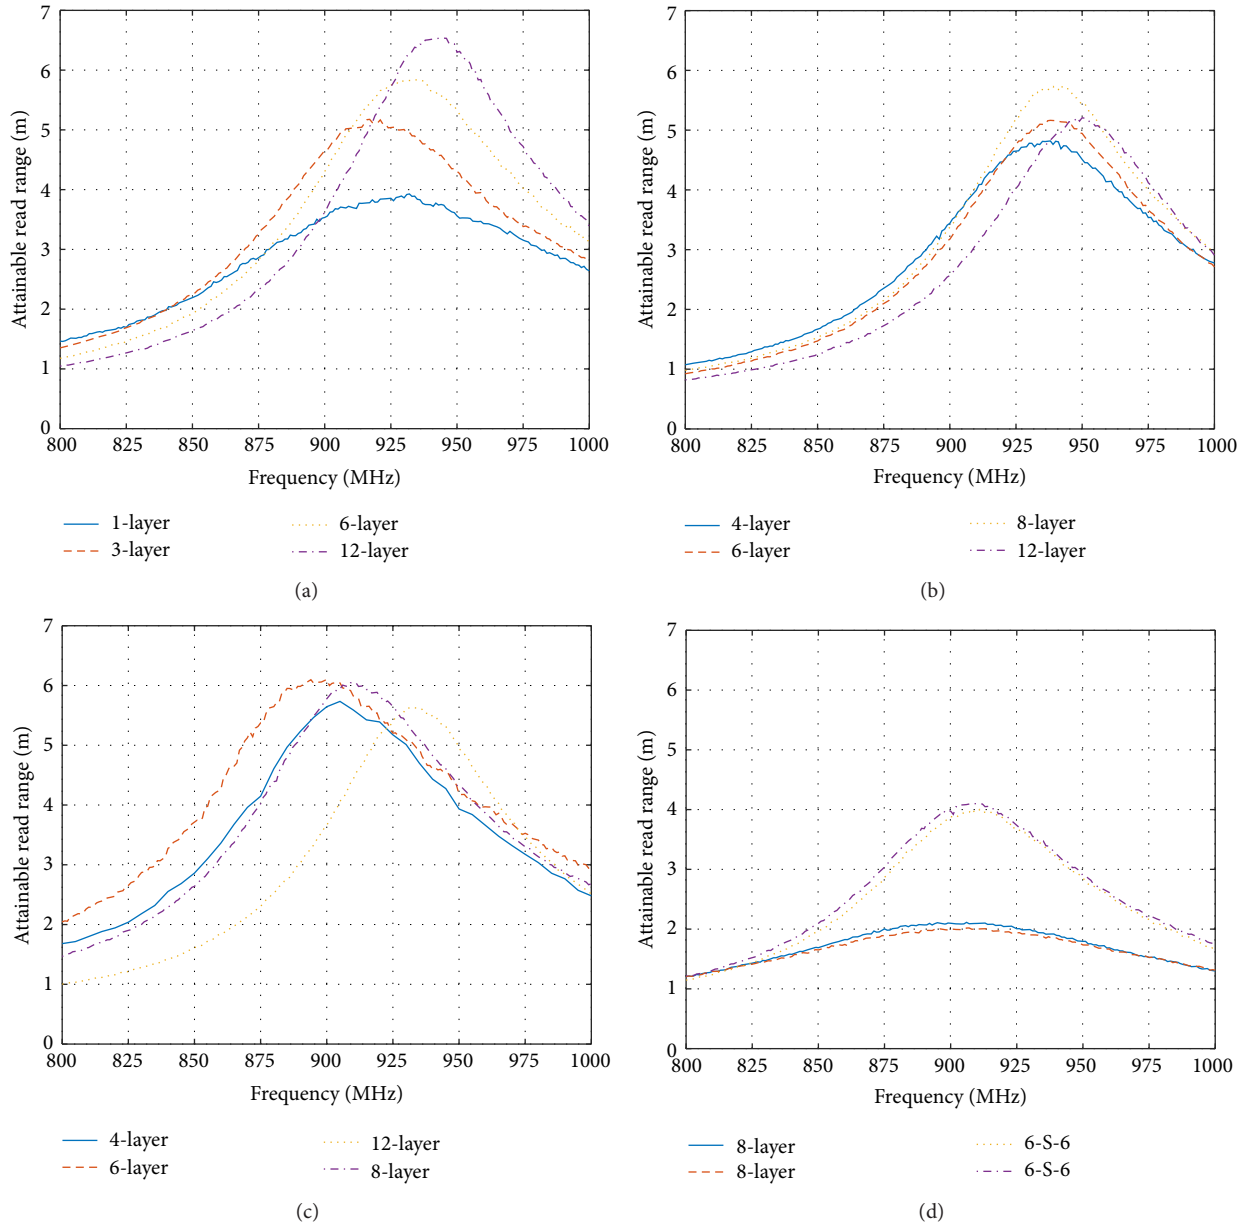 7
6
5
4
3
2
1
0
Attainable read range (m)
800 825 850 875 900 925 950 975 1000
Frequency (MHz)
1-layer
3-layer
6-layer
12-layer
(a)
7
6
5
4
3
2
1
0
Attainable read range (m)
800 825 850 875 900 925 950 975 1000
Frequency (MHz)
4-layer
6-layer
8-layer
12-layer
(b)
7
6
5
4
3
2
1
0
Attainable read range (m)
800 825 850 875 900 925 950 975 1000
Frequency (MHz)
4-layer
6-layer
12-layer
8-layer
(c)
7
6
5
4
3
2
1
0
Attainable read range (m)
800 825 850 875 900 925 950 975 1000
Frequency (MHz)
8-layer
8-layer
6-S-6
6-S-6
(d)